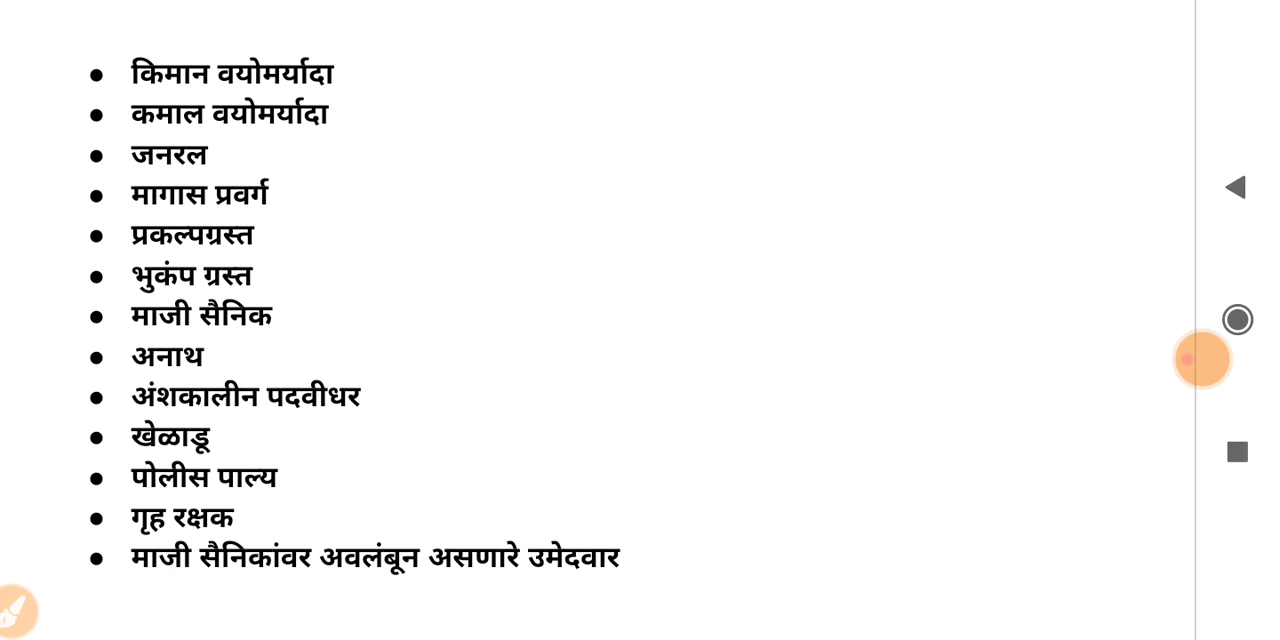 ● किमान वयोमर्यादा
● कमाल वयोमर्यादा
● जनरल
● मागास प्रवर्ग
● प्रकल्पग्रस्त
● भुकंप ग्रस्त
● माजी सैनिक
● अनाथ
● अंशकालीन पदवीधर
● खेळाडू
● पोलीस पाल्य
● गृह रक्षक
● माजी सैनिकांवर अवलंबून असणारे उमेदवार